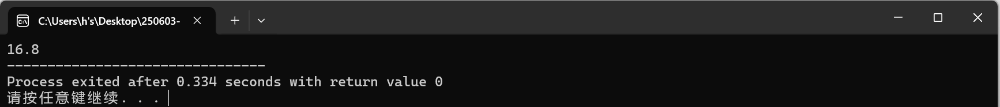 C:\Users\h's\Desktop\250603-
16.8
--------------------------------
Process exited after 0.334 seconds with return value 0
请按任意键继续. . .